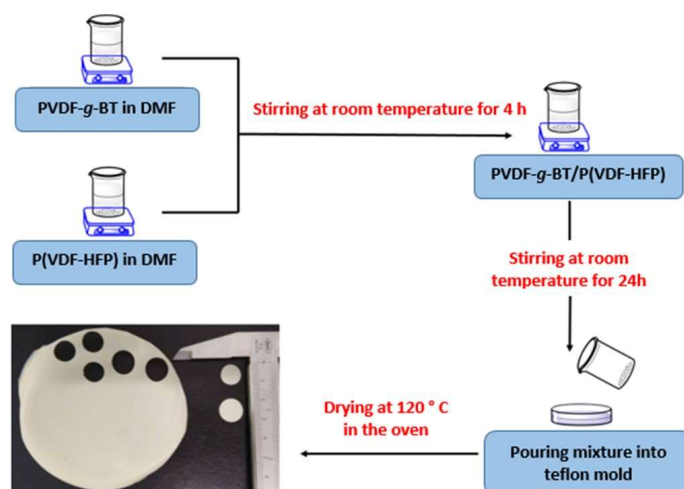 PVDF-g-BT in DMF
Stirring at room temperature for 4 h
PVDF-g-BT/P(VDF-HFP)
P(VDF-HFP) in DMF
Stirring at room
temperature for 24h
Drying at 120 ° C
in the oven
Pouring mixture into
teflon mold